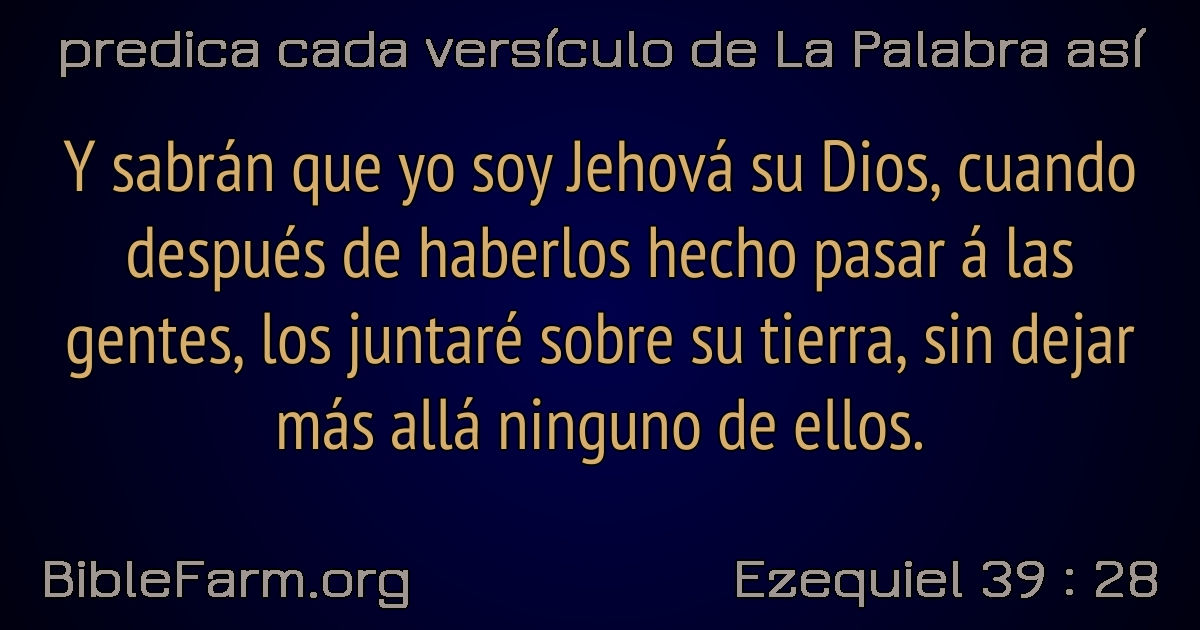 predica cada versículo de La Palabra así
Y sabrán que yo soy Jehová su Dios, cuando
después de haberlos hecho pasar á las
gentes, los juntaré sobre su tierra, sin dejar
más allá ninguno de ellos.
BibleFarm.org
Ezequiel 39 : 28